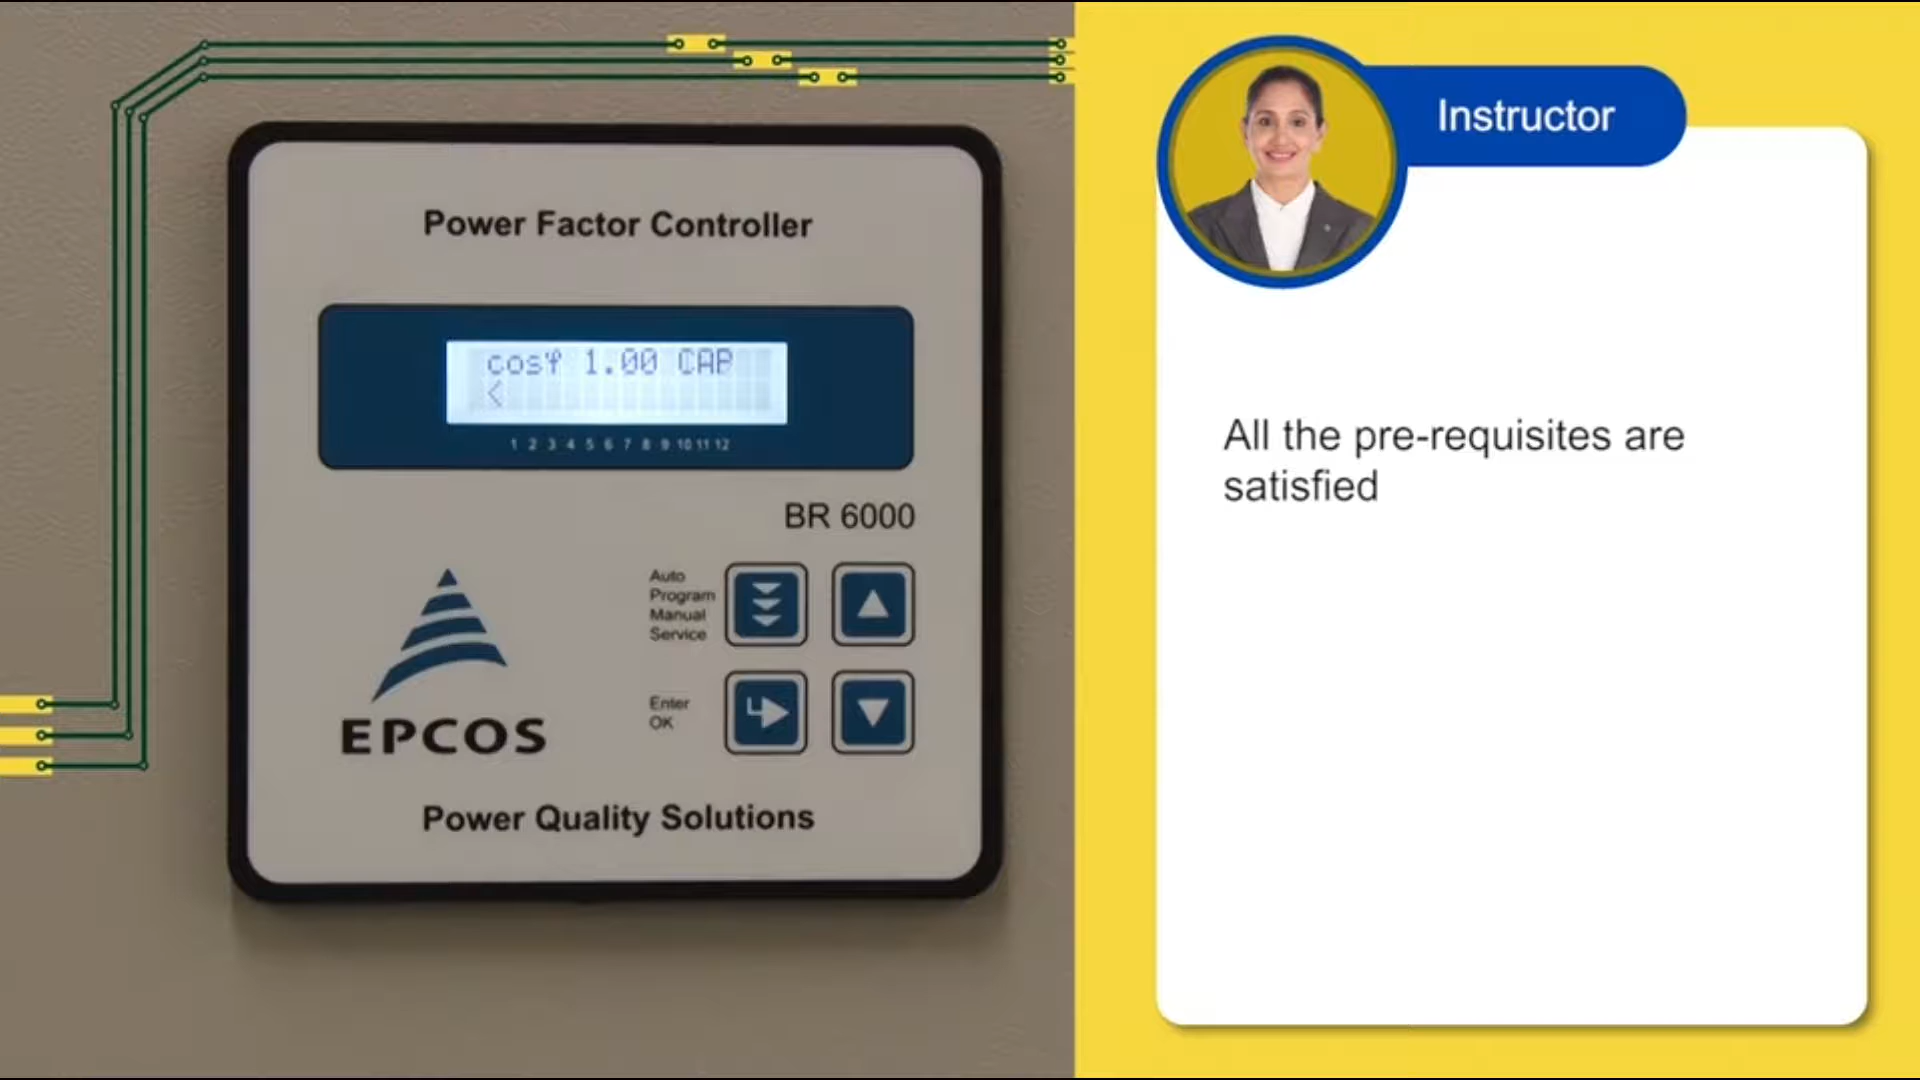 Power Factor Controller
cosφ 1.00 CAP
<
1 2 3 4 5 6 7 8 9 10 11 12
BR 6000
Auto
Program
Manual
Service
Enter
OK
EPCOS
Power Quality Solutions
Instructor
All the pre-requisites are
satisfied